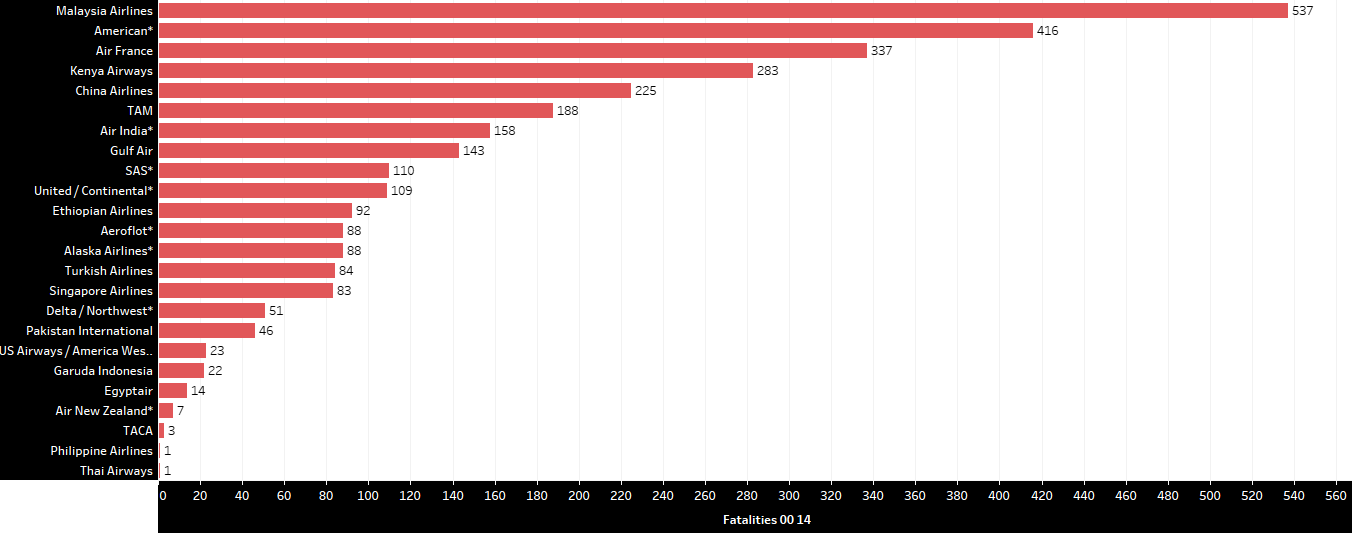 Malaysia Airlines 537
American* 416
Air France 337
Kenya Airways 283
China Airlines 225
TAM 188
Air India* 158
Gulf Air 143
SAS* 110
United / Continental* 109
Ethiopian Airlines 92
Aeroflot* 88
Alaska Airlines* 88
Turkish Airlines 84
Singapore Airlines 83
Delta / Northwest* 51
Pakistan International 46
US Airways / America Wes.. 23
Garuda Indonesia 22
Egyptair 14
Air New Zealand* 7
TACA 3
Philippine Airlines 1
Thai Airways 1
0 20 40 60 80 100 120 140 160 180 200 220 240 260 280 300 320 340 360 380 400 420 440 460 480 500 520 540 560
Fatalities 00 14